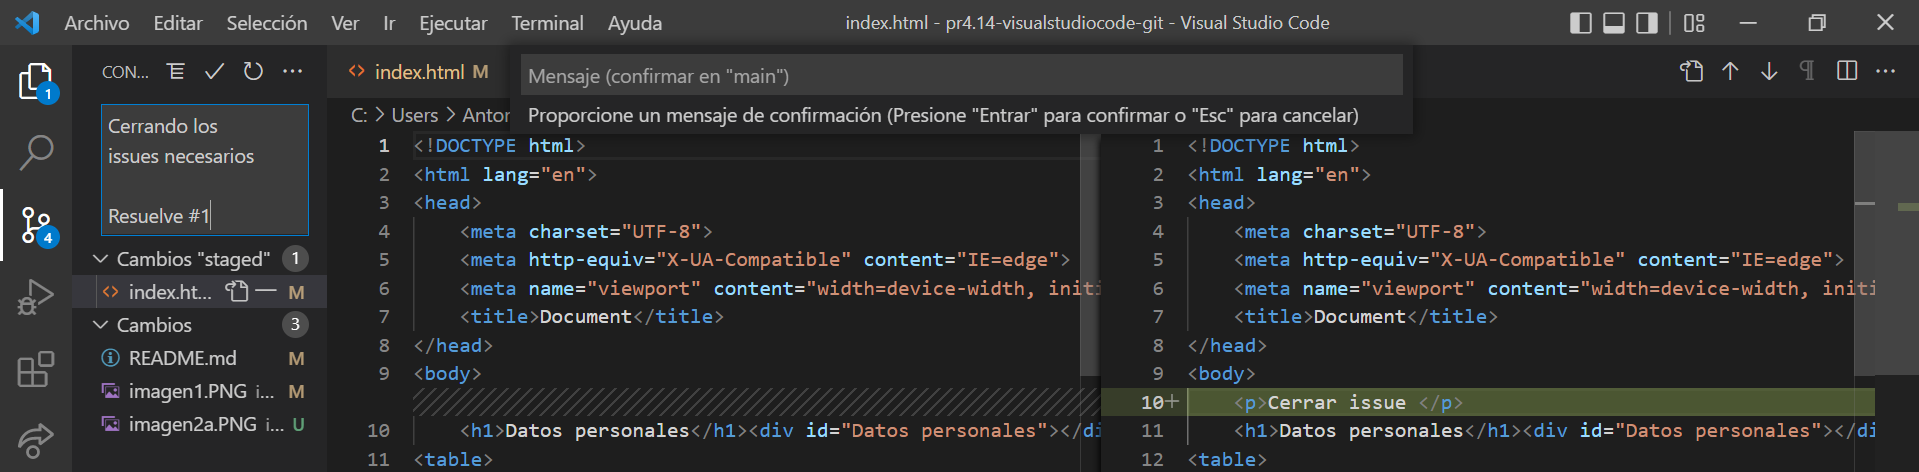 Archivo Editar Selección Ver Ir Ejecutar Terminal Ayuda
index.html - pr4.14-visualstudiocode-git - Visual Studio Code
1
4
CON...
Cerrando los
issues necesarios
Resuelve #1
Cambios "staged" 1
index.ht... M
Cambios 3
README.md M
imagen1.PNG i... M
imagen2a.PNG i... U
index.html M
Mensaje (confirmar en "main")
Proporcione un mensaje de confirmación (Presione "Entrar" para confirmar o "Esc" para cancelar)
C: > Users > Antor
1 <!DOCTYPE html>
2 <html lang="en">
3 <head>
4 <meta charset="UTF-8">
5 <meta http-equiv="X-UA-Compatible" content="IE=edge">
6 <meta name="viewport" content="width=device-width, initi
7 <title>Document</title>
8 </head>
9 <body>
10 <h1>Datos personales</h1><div id="Datos personales"></di
11 <table>
1 <!DOCTYPE html>
2 <html lang="en">
3 <head>
4 <meta charset="UTF-8">
5 <meta http-equiv="X-UA-Compatible" content="IE=edge">
6 <meta name="viewport" content="width=device-width, initi
7 <title>Document</title>
8 </head>
9 <body>
10+ <p>Cerrar issue </p>
11 <h1>Datos personales</h1><div id="Datos personales"></di
12 <table>